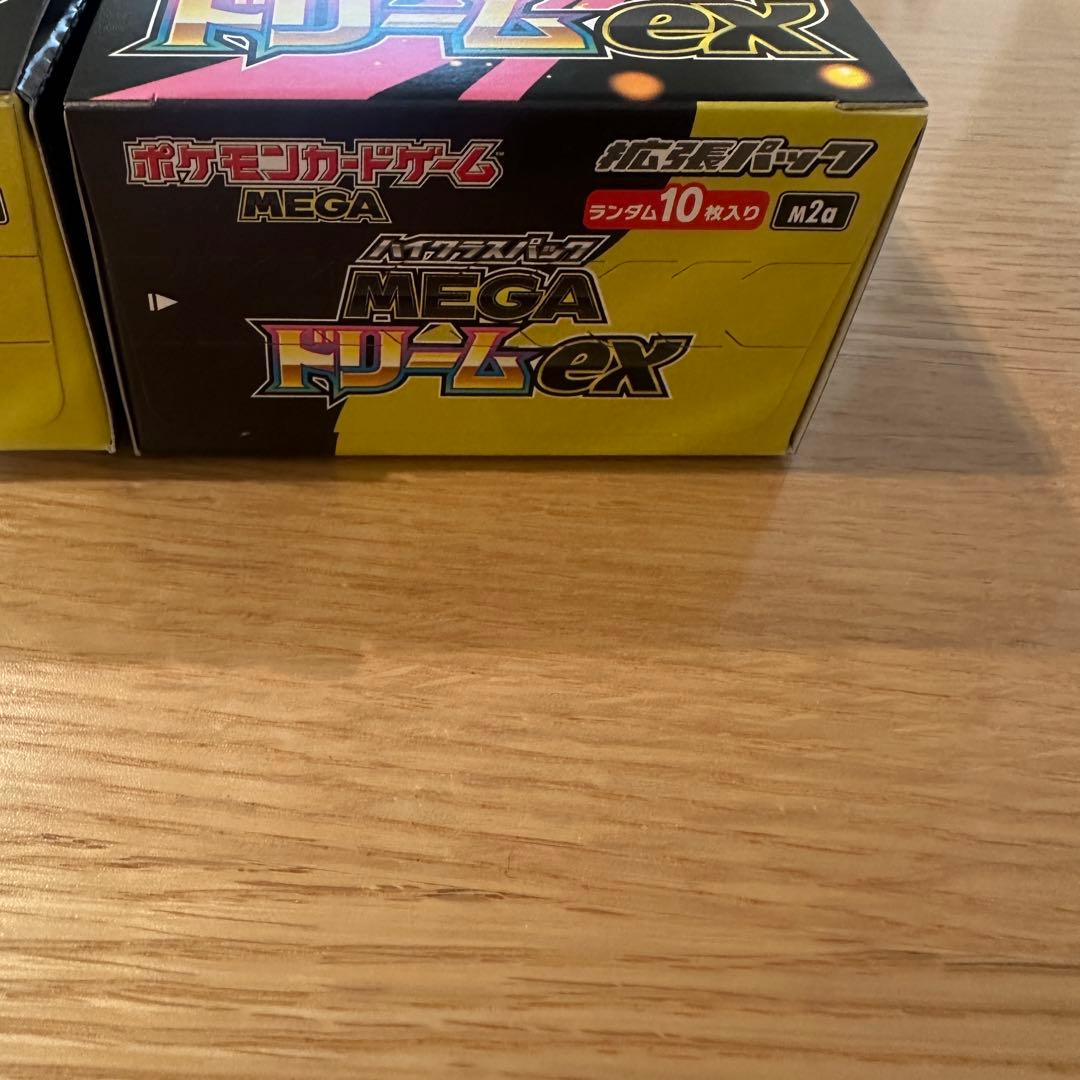 ドリームex
ポケモンカードゲーム
MEGA
拡張パック
ランダム10枚入り
M2a
ハイクラスパック
MEGA
ドリームex